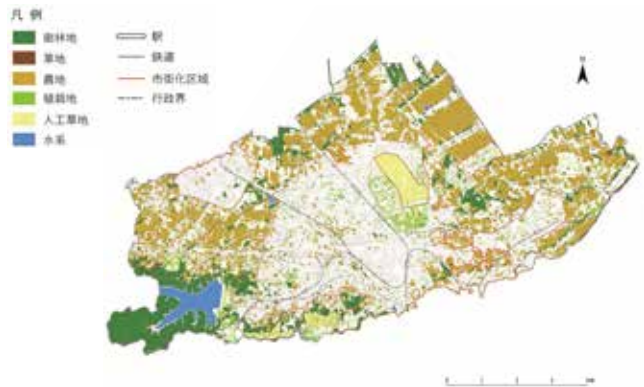 凡 例
樹林地
草地
農地
植栽地
人工草地
水系
駅
鉄道
市街化区域
行政界